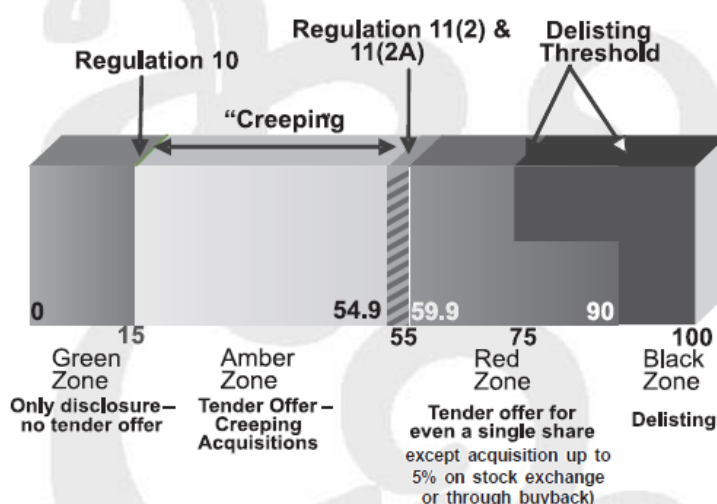 Regulation 10
Regulation 11(2) &
11(2A)
Delisting
Threshold
“Creeping”
0
15
54.9
55
59.9
75
90
100
Green
Zone
Only disclosure–
no tender offer
Amber
Zone
Tender Offer –
Creeping
Acquisitions
Red
Zone
Tender offer for
even a single share
except acquisition up to
5% on stock exchange
or through buyback)
Black
Zone
Delisting